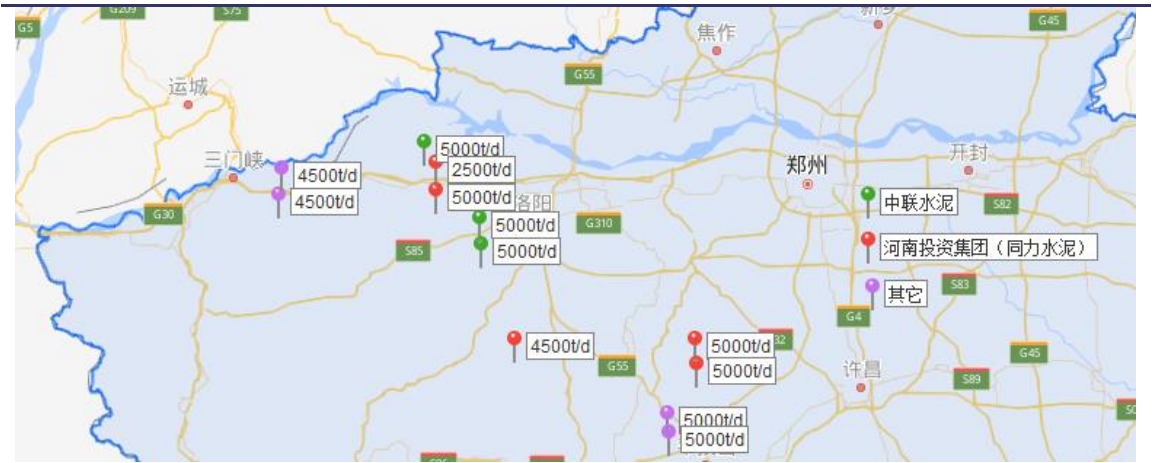 G5
G209
S75
G45
焦作
G55
运城
三门峡
5000t/d
2500t/d
4500t/d
5000t/d
4500t/d
洛阳
郑州
开封
中联水泥
S82
G30
5000t/d
G310
5000t/d
S85
河南投资集团（同力水泥）
其它
S83
G4
4500t/d
5000t/d
G55
5000t/d
G45
许昌
S89
5000t/d
5000t/d